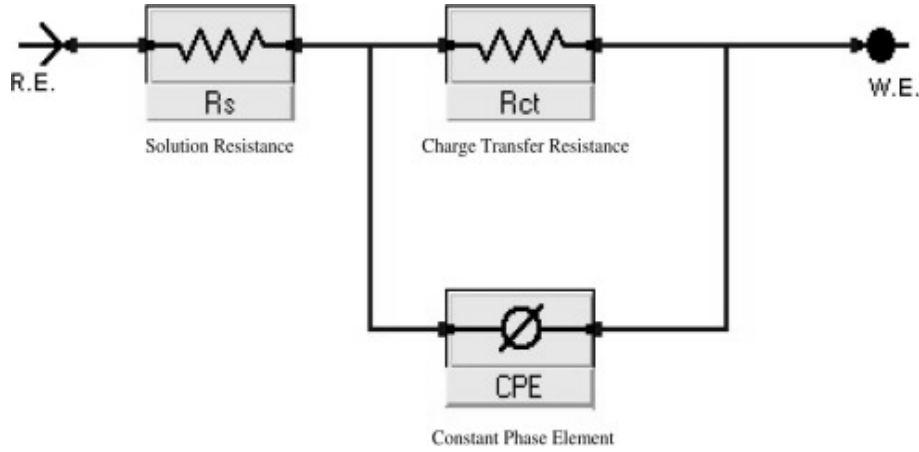 R.E.
Rs
Rct
W.E.
Solution Resistance
Charge Transfer Resistance
CPE
Constant Phase Element